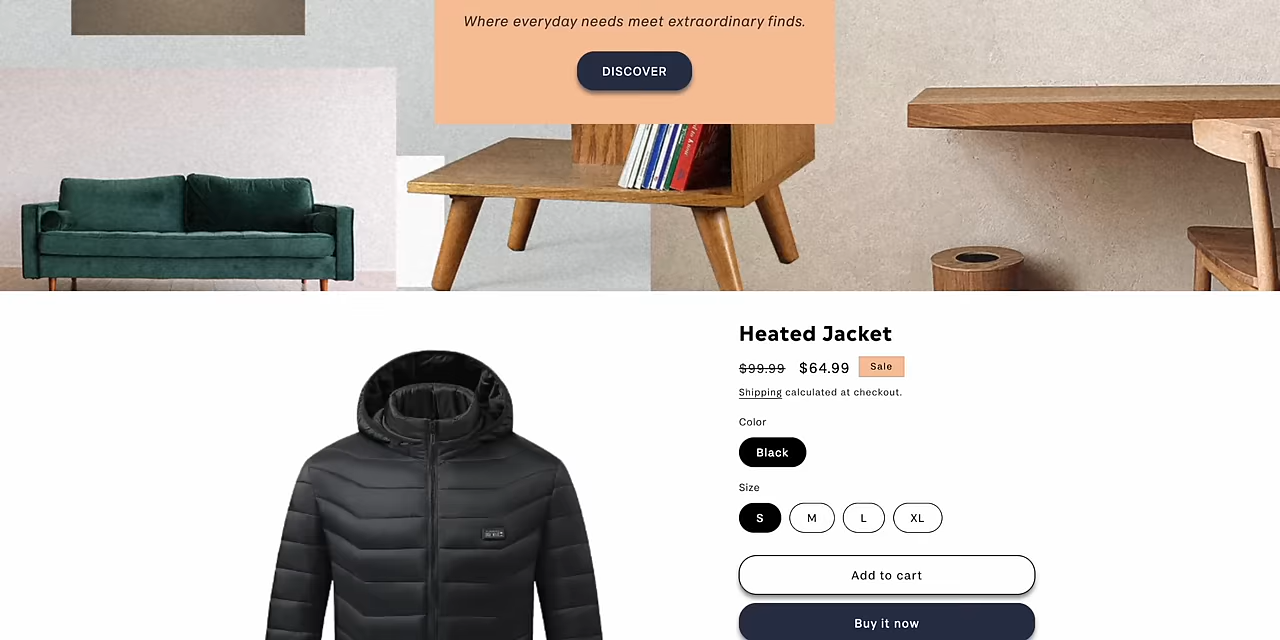 Where everyday needs meet extraordinary finds.
DISCOVER
Heated Jacket
$99.99 $64.99 Sale
Shipping calculated at checkout.
Color
Black
Size
S M L XL
Add to cart
Buy it now